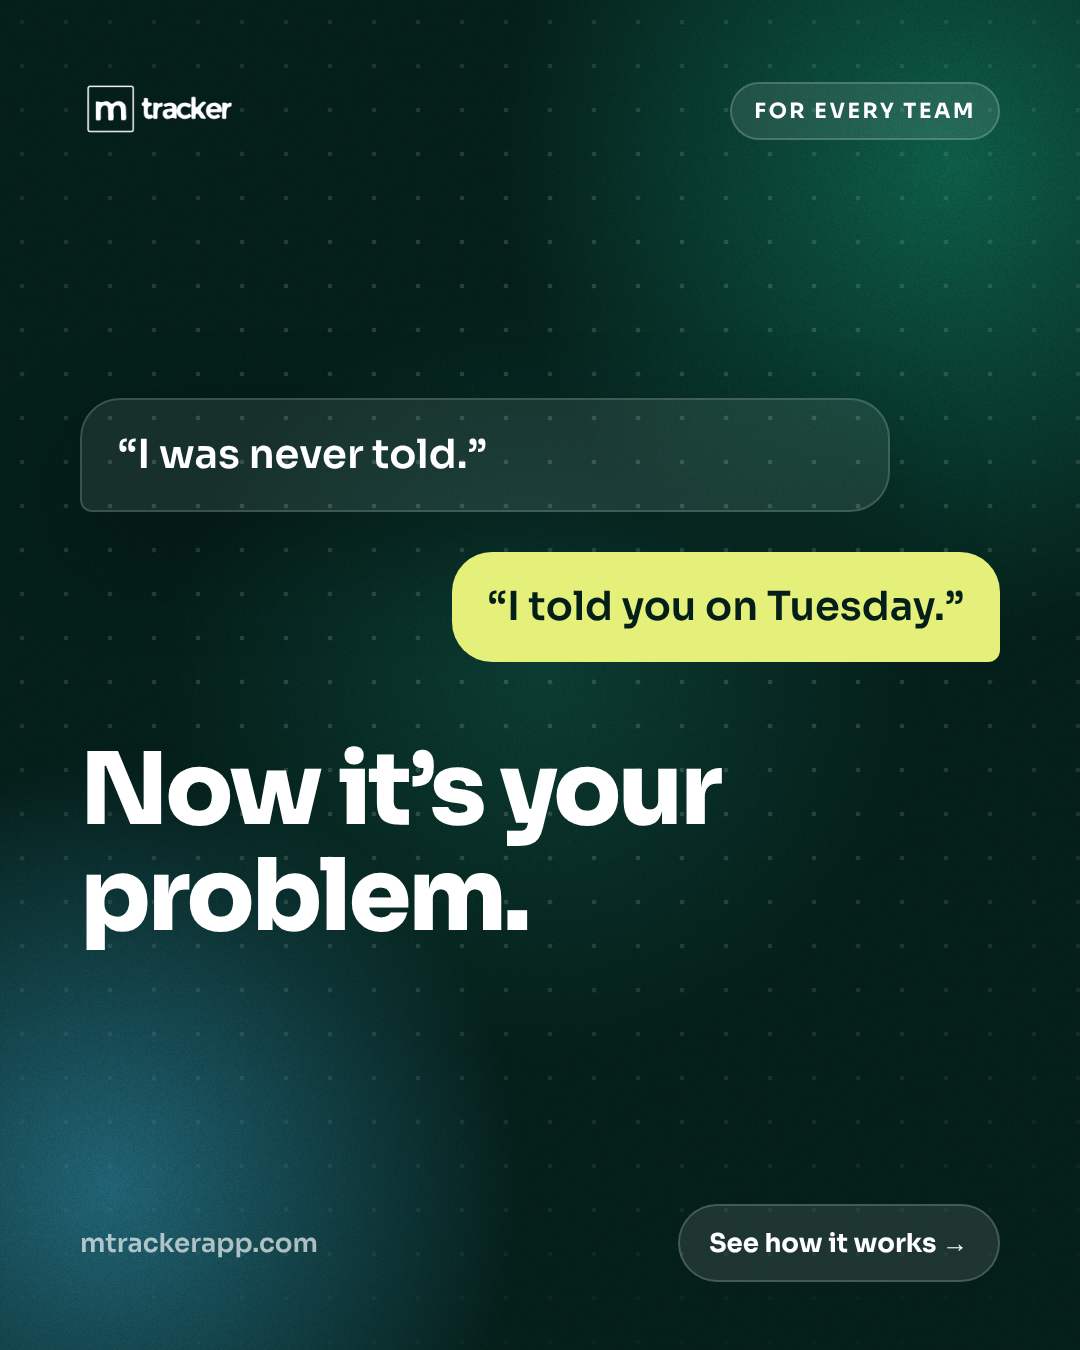 m tracker
FOR EVERY TEAM
“I was never told.”
“I told you on Tuesday.”
Now it’s your
problem.
mtrackerapp.com
See how it works →